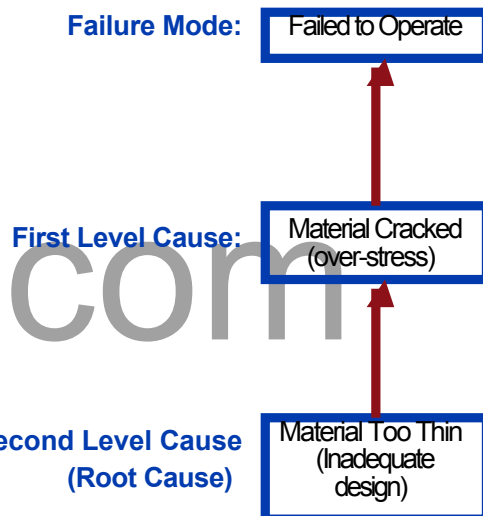 Failure Mode:
Failed to Operate
First Level Cause:
Material Cracked
(over-stress)
com
econd Level Cause
(Root Cause)
Material Too Thin
(Inadequate
design)